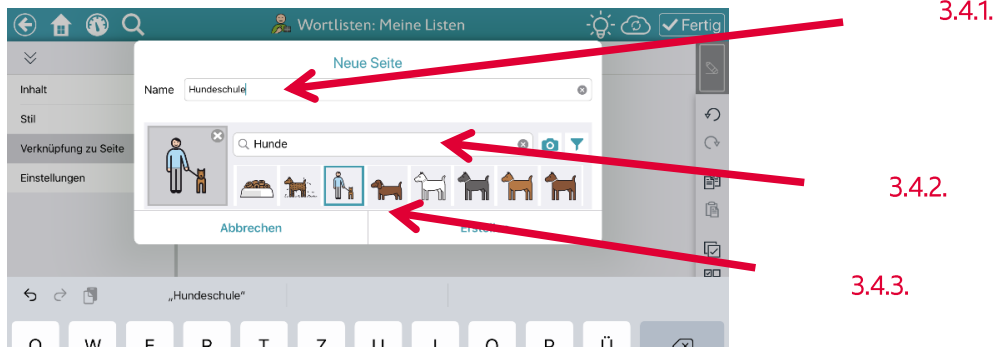 3.4.1.
Wortlisten: Meine Listen
Fertig
Neue Seite
Inhalt
Name Hundeschule
Stil
Verknüpfung zu Seite
Hunde
Einstellungen
3.4.2.
Abbrechen
3.4.3.
„Hundeschule“
Q W E R T Z U I O P Ü